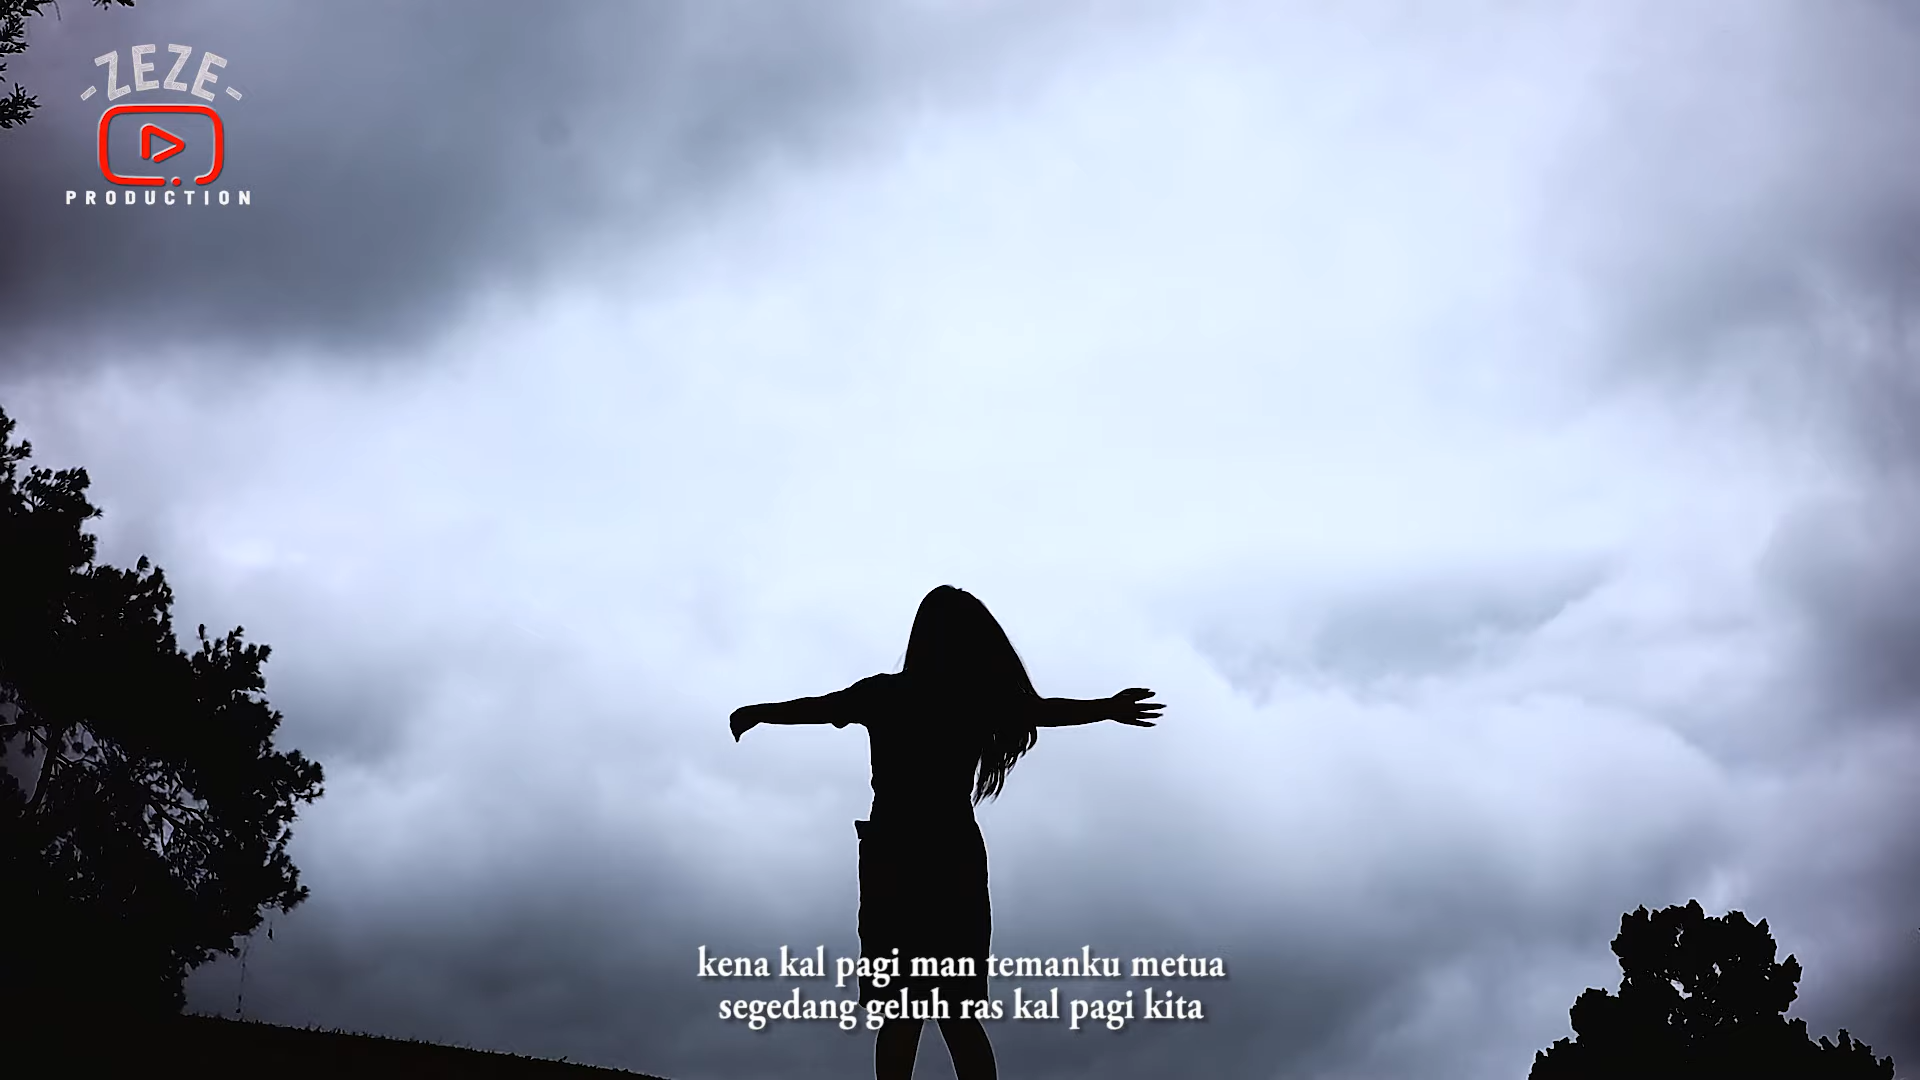 -ZEZE-
PRODUCTION
kena kal pagi man temanku metua
segedang geluh ras kal pagi kita